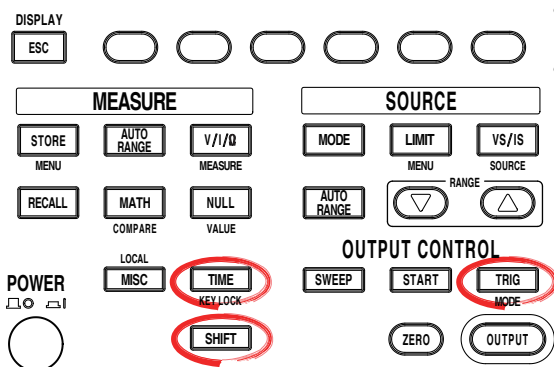 DISPLAY
ESC
MEASURE
SOURCE
STORE
AUTO
RANGE
V/I/Ω
MODE
LIMIT
VS/IS
MENU
MEASURE
MENU
SOURCE
RECALL
MATH
NULL
AUTO
RANGE
RANGE
COMPARE
VALUE
OUTPUT CONTROL
LOCAL
POWER
MISC
TIME
SWEEP
START
TRIG
KEY LOCK
MODE
SHIFT
ZERO
OUTPUT